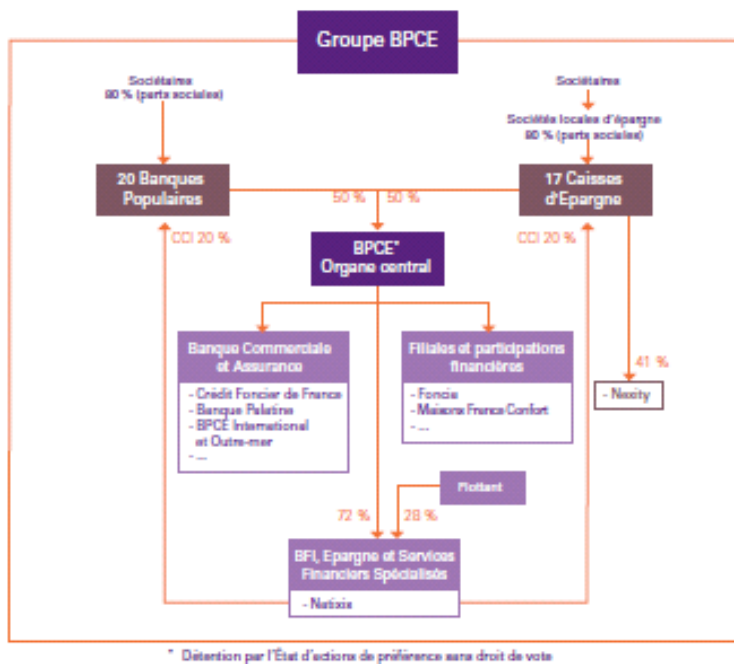 Groupe BPCE
Sociétaires
80 % (parts sociales)
Sociétaires
Société locales d'épargne
80 % (parts sociales)
20 Banques
Populaires
17 Caisses
d'Epargne
50 %
50 %
CCI 20 %
CCI 20 %
BPCE*
Organe central
Banque Commerciale
et Assurance
- Crédit Foncier de France
- Banque Palatine
- BPCE International
et Outre-mer
- ...
Filiales et participations
financières
- Foncia
- Maisons France Confort
- ...
41 %
- Nexity
Flottant
72 %
28 %
BFI, Epargne et Services
Financiers Spécialisés
- Natixis
* Détention par l'État d'actions de préférence sans droit de vote